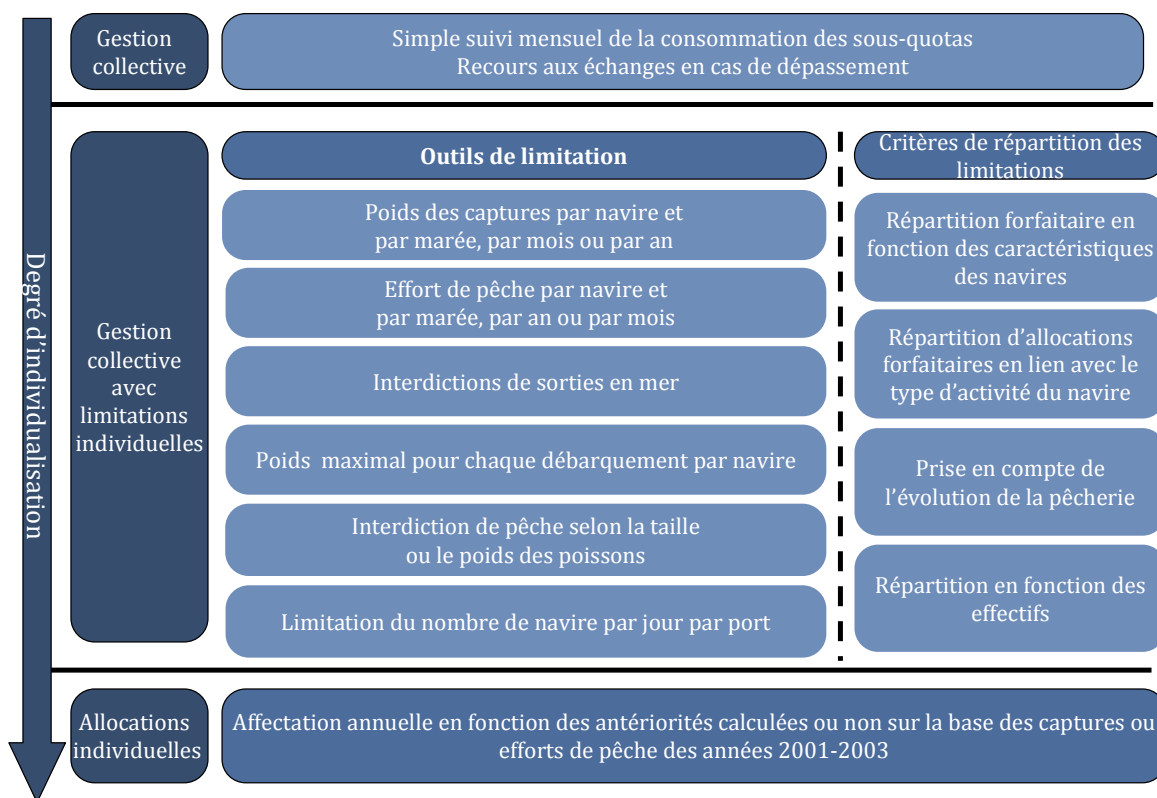 Degré d'individualisation
Gestion
collective
Simple suivi mensuel de la consommation des sous-quotas
Recours aux échanges en cas de dépassement
Gestion
collective
avec
limitations
individuelles
Outils de limitation
Poids des captures par navire et
par marée, par mois ou par an
Effort de pêche par navire et
par marée, par an ou par mois
Interdictions de sorties en mer
Poids maximal pour chaque débarquement par navire
Interdiction de pêche selon la taille
ou le poids des poissons
Limitation du nombre de navire par jour par port
Critères de répartition des
limitations
Répartition forfaitaire en
fonction des caractéristiques
des navires
Répartition d'allocations
forfaitaires en lien avec le
type d'activité du navire
Prise en compte de
l'évolution de la pêcherie
Répartition en fonction des
effectifs
Allocations
individuelles
Affectation annuelle en fonction des antériorités calculées ou non sur la base des captures ou
efforts de pêche des années 2001-2003